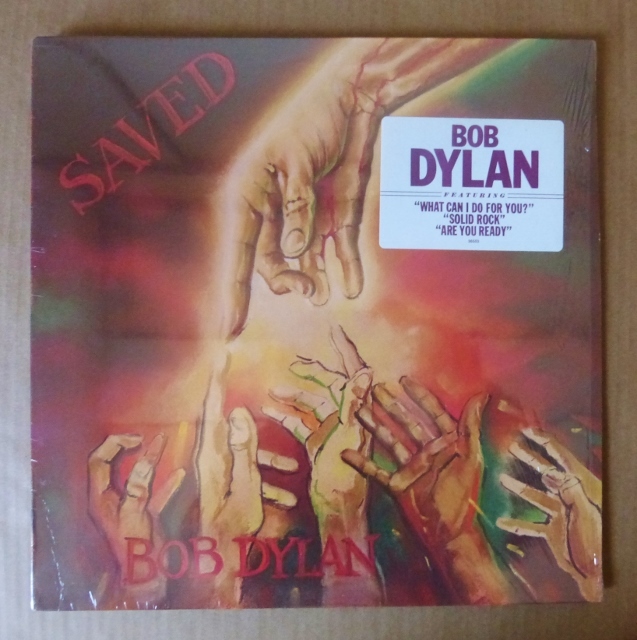 SAVED
BOB
DYLAN
FEATURING
"WHAT CAN I DO FOR YOU?"
"SOLID ROCK"
"ARE YOU READY"
BOB DYLAN